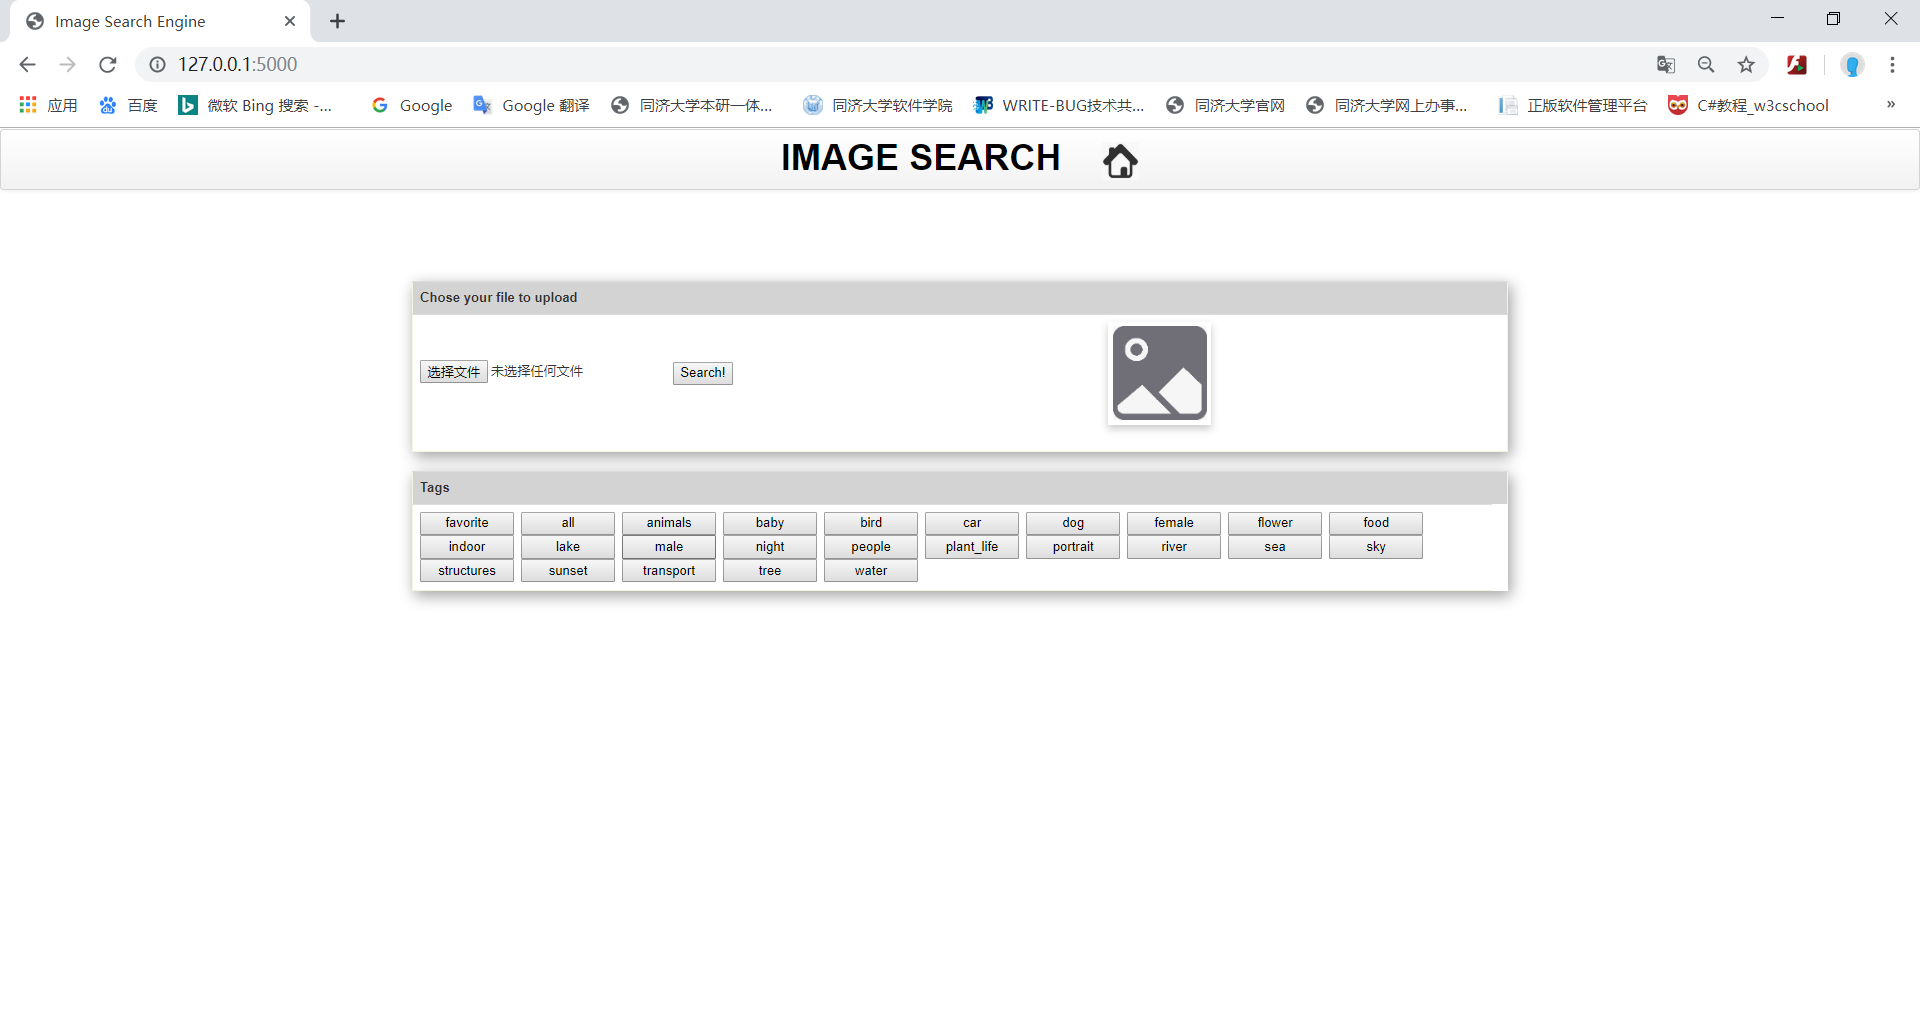 Image Search Engine
127.0.0.1:5000
应用 百度 微软 Bing 搜索 -... Google Google 翻译 同济大学本研一体... 同济大学软件学院 WRITE-BUG技术共... 同济大学官网 同济大学网上办事... 正版软件管理平台 C#教程_w3cschool »
IMAGE SEARCH
Chose your file to upload
选择文件 未选择任何文件 Search!
Tags
favorite all animals baby bird car dog female flower food
indoor lake male night people plant_life portrait river sea sky
structures sunset transport tree water